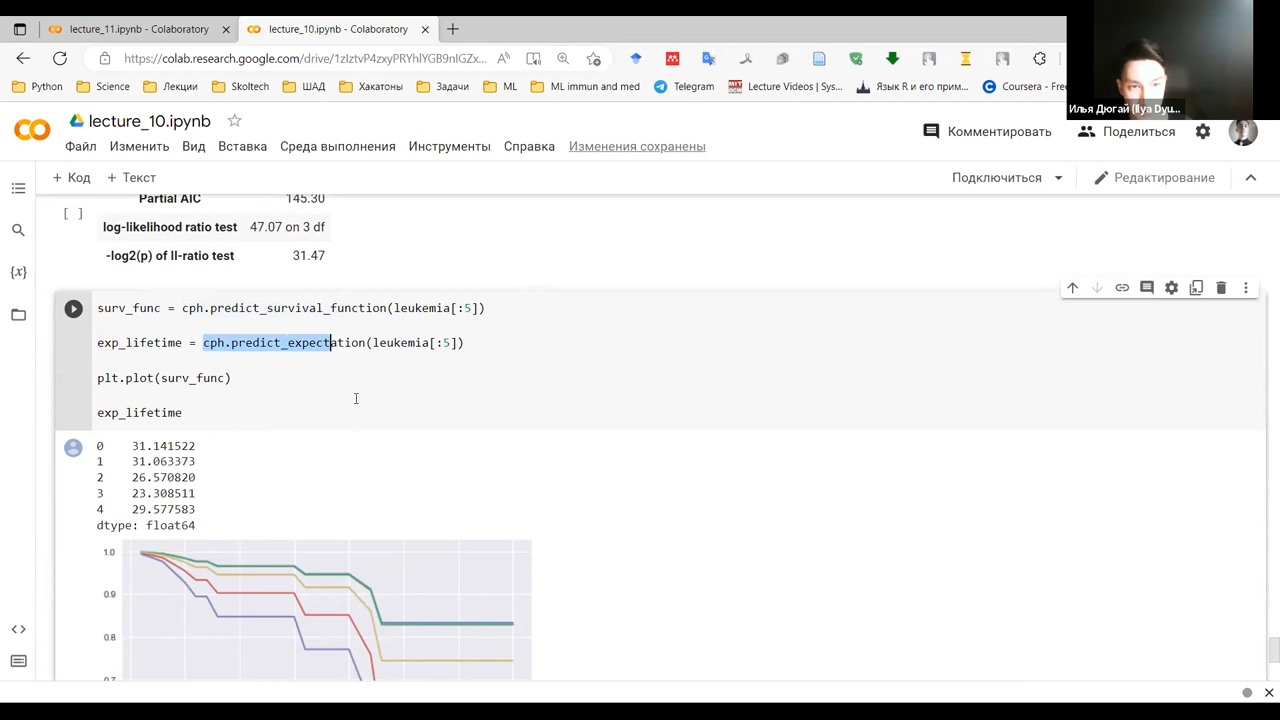 lecture_11.ipynb - Colaboratory
lecture_10.ipynb - Colaboratory
https://colab.research.google.com/drive/1zIztvP4zxyPRYhlYGB9nIGZx...
Python
Science
Лекции
Skoltech
ШАД
Хакатоны
Задачи
ML
ML immun and med
Telegram
Lecture Videos | Sys...
Язык R и его прим...
Coursera - Fre
Илья Дюгай (Ilya Dyu...
lecture_10.ipynb
Комментировать
Поделиться
Файл Изменить Вид Вставка Среда выполнения Инструменты Справка Изменения сохранены
+ Код + Текст
Подключиться
Редактирование
Partial AIC 145.30
[ ]
log-likelihood ratio test 47.07 on 3 df
-log2(p) of ll-ratio test 31.47
surv_func = cph.predict_survival_function(leukemia[:5])
exp_lifetime = cph.predict_expectation(leukemia[:5])
plt.plot(surv_func)
exp_lifetime
0 31.141522
1 31.063373
2 26.570820
3 23.308511
4 29.577583
dtype: float64
1.0
0.9
0.8